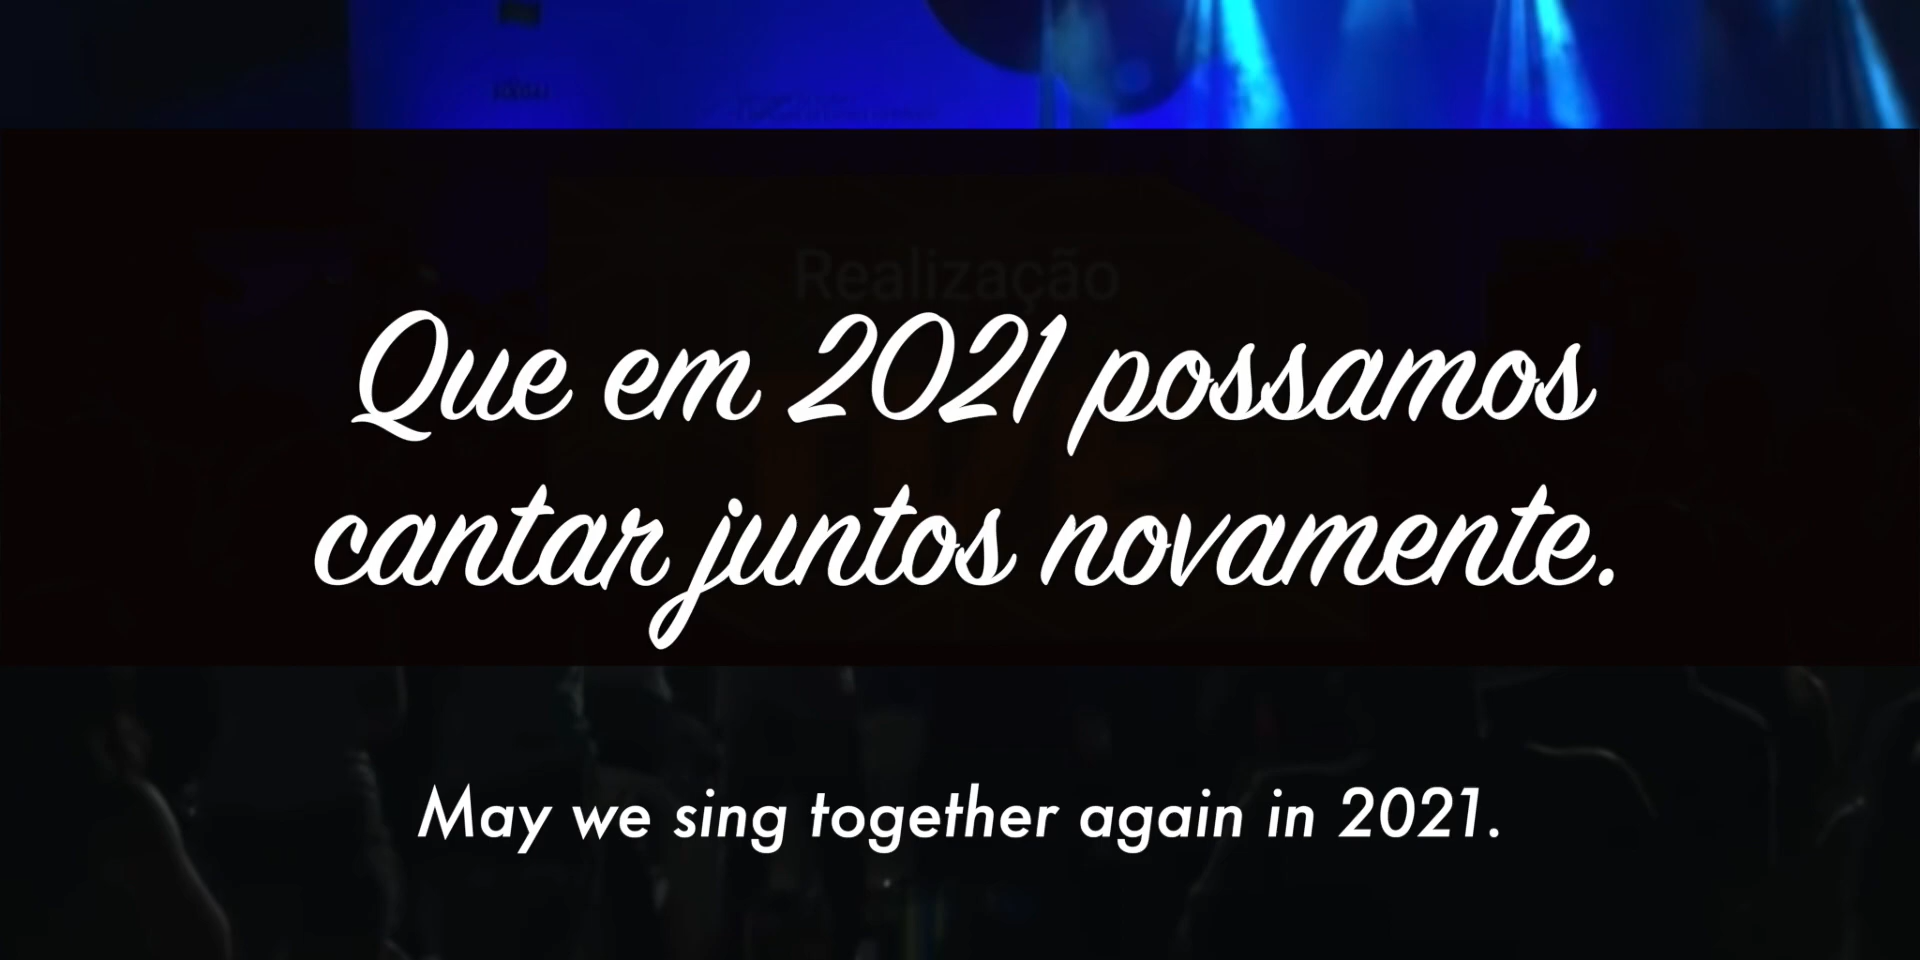 Realização
Que em 2021 possamos
cantar juntos novamente.
May we sing together again in 2021.